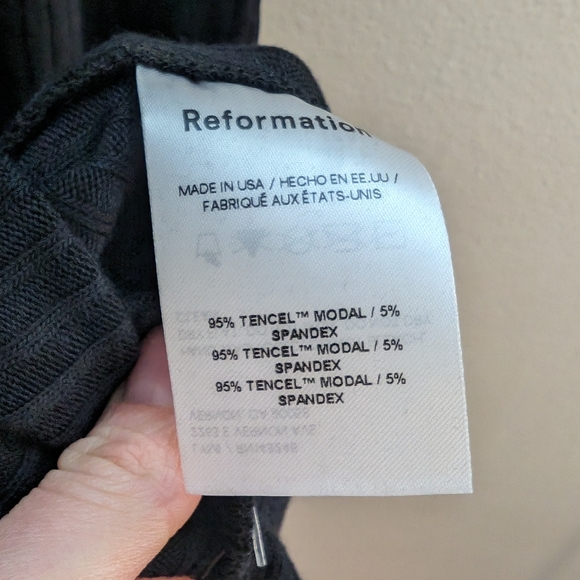 Reformation
MADE IN USA / HECHO EN EE.UU /
FABRIQUÉ AUX ÉTATS-UNIS
95% TENCEL™ MODAL / 5%
SPANDEX
95% TENCEL™ MODAL / 5%
SPANDEX
95% TENCEL™ MODAL / 5%
SPANDEX